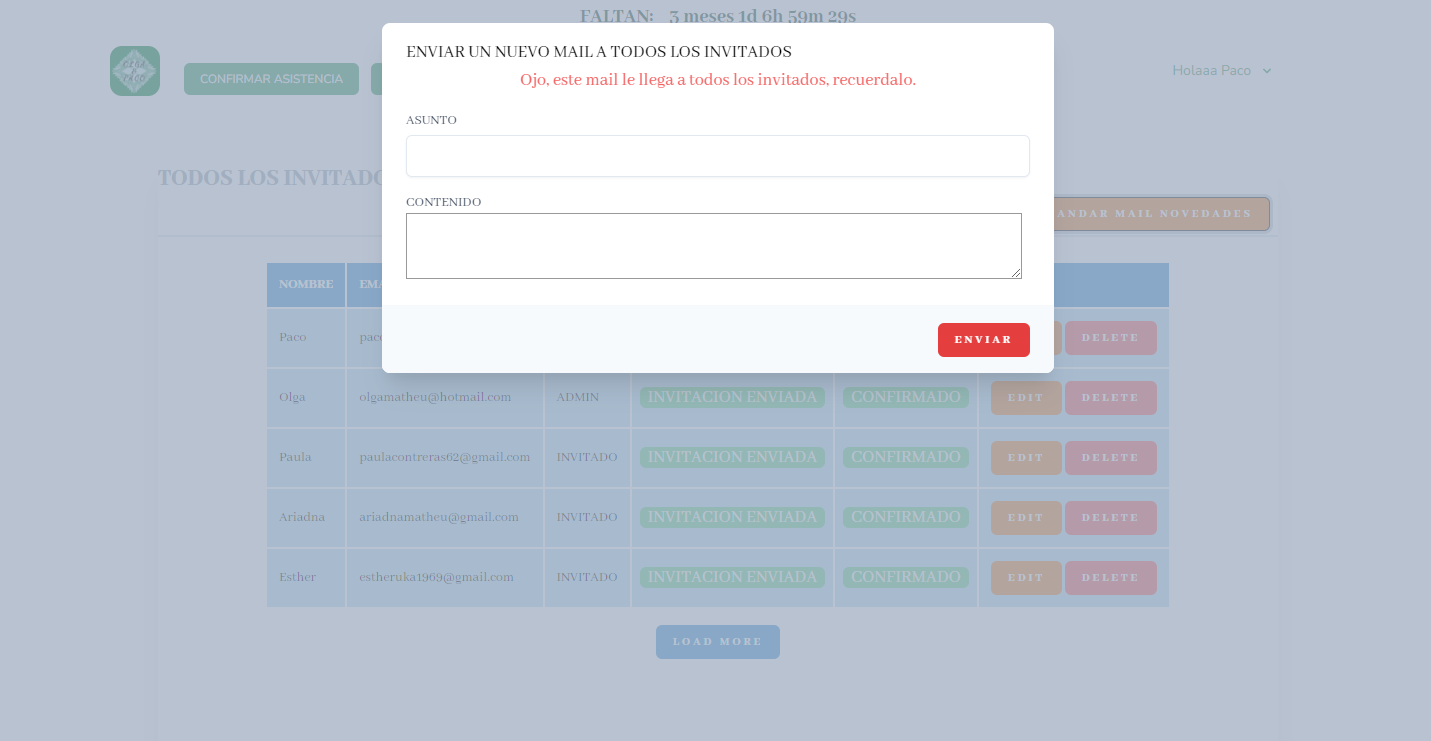 FALTAN: 3 meses 1d 6h 59m 29s
CONFIRMAR ASISTENCIA
Holaaa Paco
ENVIAR UN NUEVO MAIL A TODOS LOS INVITADOS
Ojo, este mail le llega a todos los invitados, recuerdalo.
ASUNTO
CONTENIDO
ENVIAR
TODOS LOS INVITADO
ANDAR MAIL NOVEDADES
NOMBRE EMA
Paco pac DELETE
Olga olgamatheu@hotmail.com ADMIN INVITACION ENVIADA CONFIRMADO EDIT DELETE
Paula paulacontreras62@gmail.com INVITADO INVITACION ENVIADA CONFIRMADO EDIT DELETE
Ariadna ariadnamatheu@gmail.com INVITADO INVITACION ENVIADA CONFIRMADO EDIT DELETE
Esther estheruka1969@gmail.com INVITADO INVITACION ENVIADA CONFIRMADO EDIT DELETE
LOAD MORE